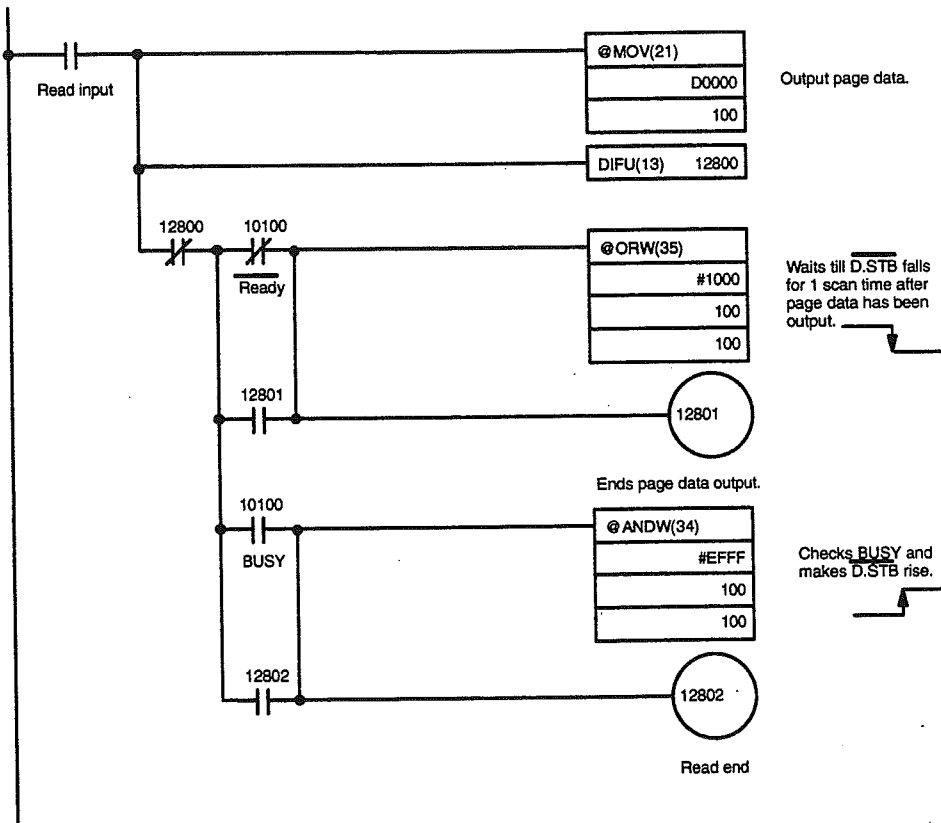 @MOV(21)
Read input
D0000
100
Output page data.
DIFU(13) 12800
12800
10100
Ready
@ORW(35)
#1000
100
100
Waits till D.STB falls
for 1 scan time after
page data has been
output.
12801
12801
Ends page data output.
10100
BUSY
@ANDW(34)
#EFFF
100
100
Checks BUSY and
makes D.STB rise.
12802
12802
Read end